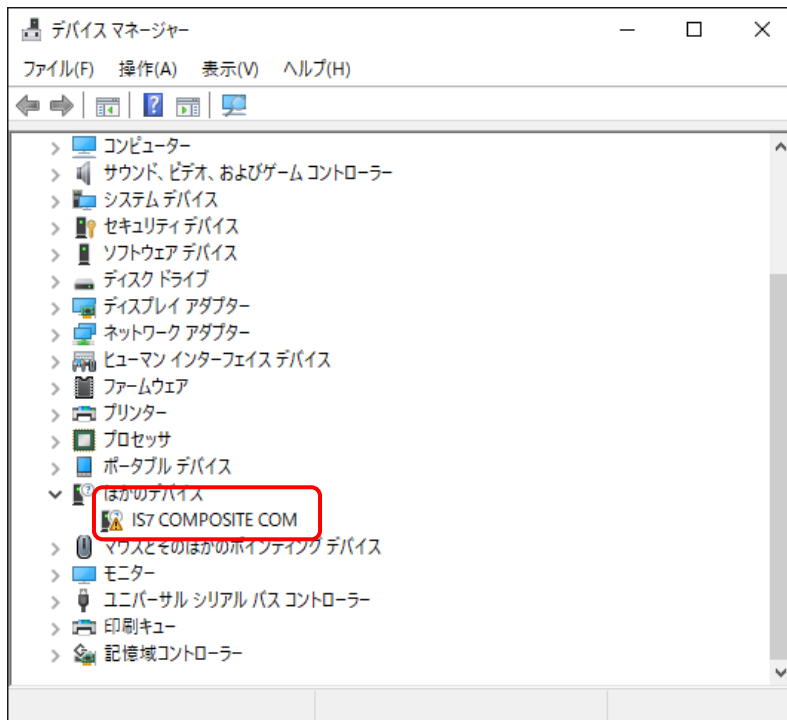 デバイス マネージャー
ファイル(F) 操作(A) 表示(V) ヘルプ(H)
コンピューター
サウンド、ビデオ、およびゲーム コントローラー
システム デバイス
セキュリティ デバイス
ソフトウェア デバイス
ディスク ドライブ
ディスプレイ アダプター
ネットワーク アダプター
ヒューマン インターフェイス デバイス
ファームウェア
プリンター
プロセッサ
ポータブル デバイス
ほかのデバイス
IS7 COMPOSITE COM
マウスとそのほかのポインティング デバイス
モニター
ユニバーサル シリアル バス コントローラー
印刷キュー
記憶域コントローラー